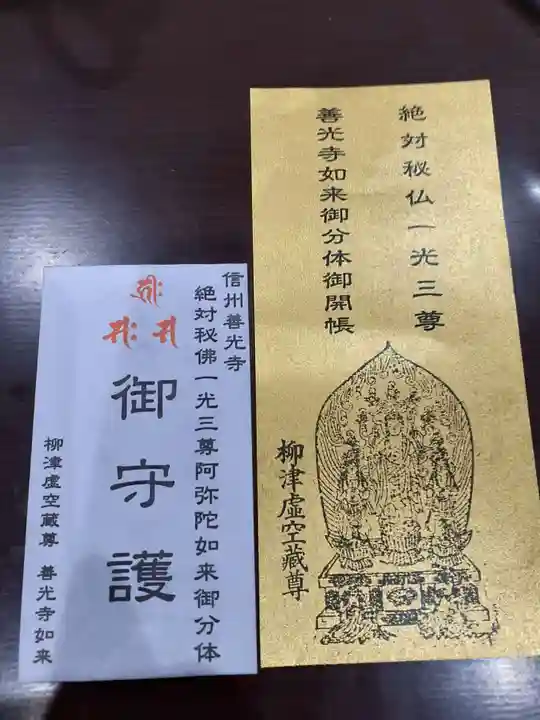 絶対秘仏一光三尊
善光寺如来御分体御開帳
柳津虚空藏尊
信州善光寺
絶対秘佛一光三尊阿弥陀如来御分体
御守護
柳津虚空蔵尊 善光寺如来